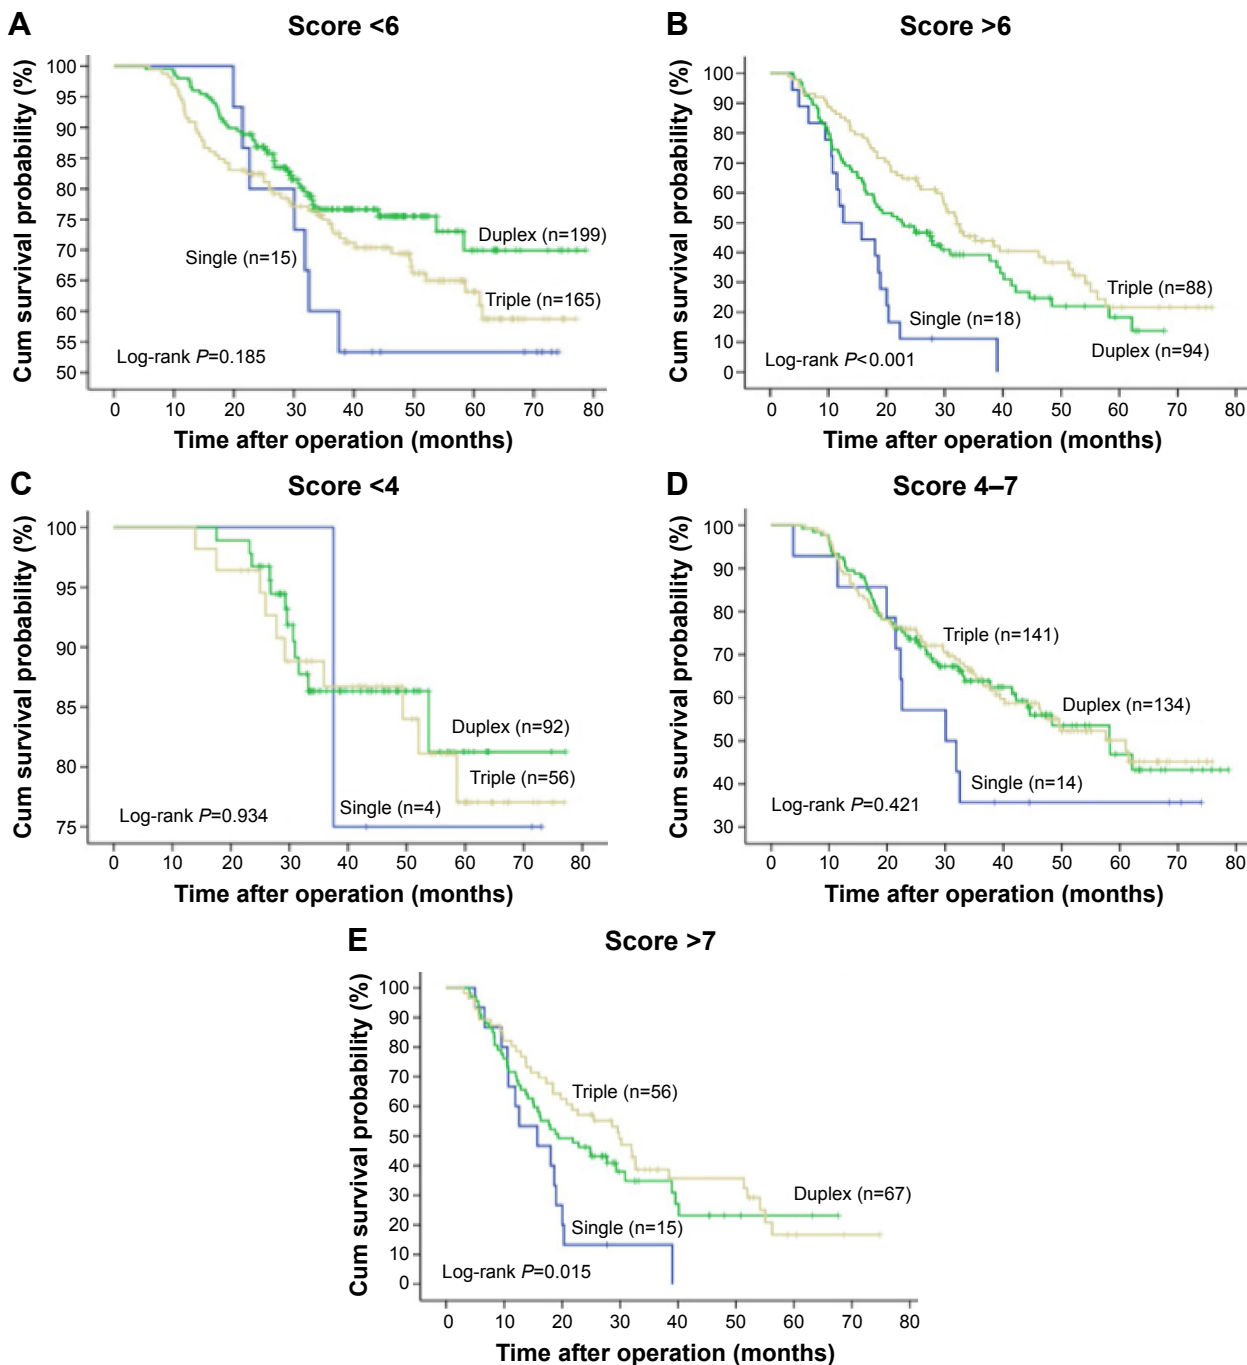 A
Score <6
Cum survival probability (%)
100
95
90
85
80
75
70
65
60
55
50
Duplex (n=199)
Single (n=15)
Triple (n=165)
Log-rank P=0.185
0 10 20 30 40 50 60 70 80
Time after operation (months)
B
Score >6
Cum survival probability (%)
100
90
80
70
60
50
40
30
20
10
0
Triple (n=88)
Single (n=18)
Duplex (n=94)
Log-rank P<0.001
0 10 20 30 40 50 60 70 80
Time after operation (months)
C
Score <4
Cum survival probability (%)
100
95
90
85
80
75
Duplex (n=92)
Triple (n=56)
Single (n=4)
Log-rank P=0.934
0 10 20 30 40 50 60 70 80
Time after operation (months)
D
Score 4–7
Cum survival probability (%)
100
90
80
70
60
50
40
30
Triple (n=141)
Duplex (n=134)
Single (n=14)
Log-rank P=0.421
0 10 20 30 40 50 60 70 80
Time after operation (months)
E
Score >7
Cum survival probability (%)
100
90
80
70
60
50
40
30
20
10
0
Triple (n=56)
Duplex (n=67)
Single (n=15)
Log-rank P=0.015
0 10 20 30 40 50 60 70 80
Time after operation (months)